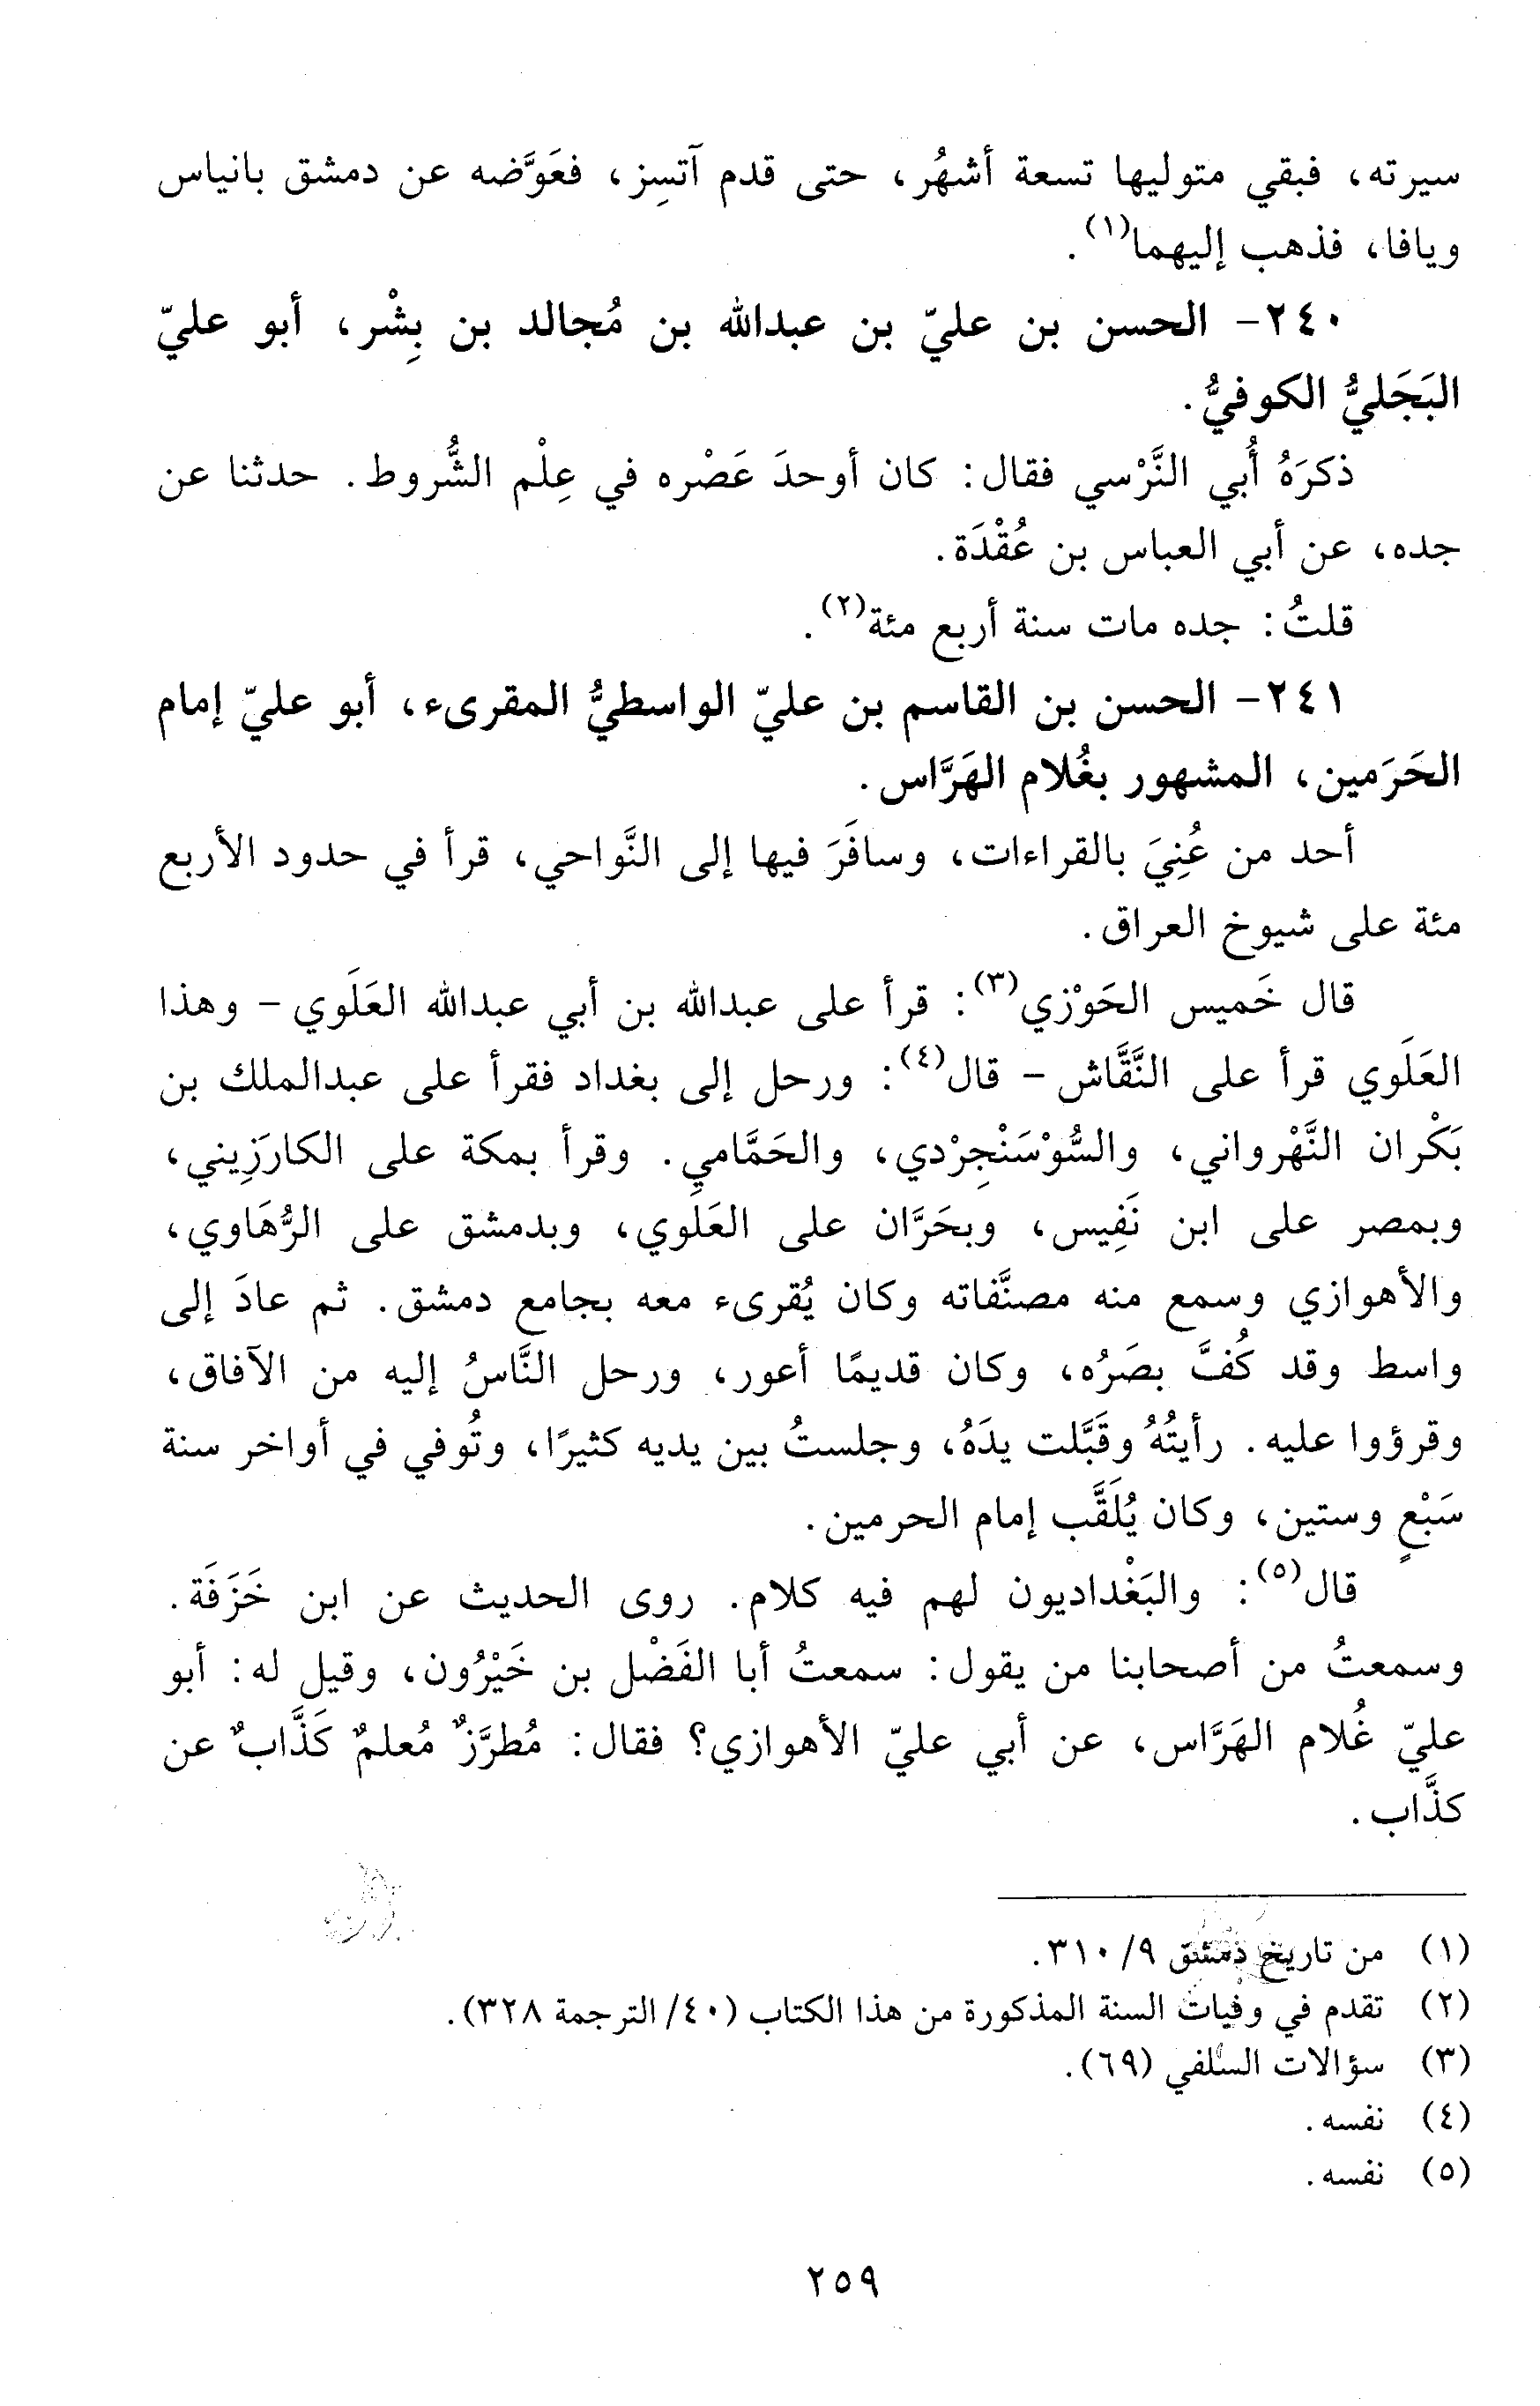 سيرته، فبقي متوليها تسعة أشهُر، حتى قدم آتسِز، فعَوَّضه عن دمشق بانياس
ويافا، فذهب إليهما(١).
٢٤٠- الحسن بن عليّ بن عبدالله بن مُجالد بن بِشْر، أبو عليّ
البَجَليُّ الكوفيُّ.
ذكرَهُ أُبي النَّرْسي فقال: كان أوحدَ عَصْره في عِلْم الشُّروط. حدثنا عن
جده، عن أبي العباس بن عُقْدَة.
قلتُ: جده مات سنة أربع مئة(٢).
٢٤١- الحسن بن القاسم بن عليّ الواسطيُّ المقرىء، أبو عليّ إمام
الحَرَمين، المشهور بغُلام الهَرَّاس.
أحد من عُنِيَ بالقراءات، وسافَرَ فيها إلى النَّواحي، قرأ في حدود الأربع
مئة على شيوخ العراق.
قال خَميس الحَوْزي(٣): قرأ على عبدالله بن أبي عبدالله العَلَوي - وهذا
العَلَوي قرأ على النَّقَّاش - قال(٤): ورحل إلى بغداد فقرأ على عبدالملك بن
بَكْران النَّهْرواني، والسُّوْسَنْجِرْدي، والحَمَّامي. وقرأ بمكة على الكارَزِيني،
وبمصر على ابن نَفِيس، وبحَرَّان على العَلَوي، وبدمشق على الرُّهَاوي،
والأهوازي وسمع منه مصنَّفاته وكان يُقرىء معه بجامع دمشق. ثم عادَ إلى
واسط وقد كُفَّ بصَرُه، وكان قديمًا أعور، ورحل النَّاسُ إليه من الآفاق،
وقرؤوا عليه. رأيتُهُ وقَبَّلت يدَهُ، وجلستُ بين يديه كثيرًا، وتُوفي في أواخر سنة
سَبْعٍ وستين، وكان يُلَقَّب إمام الحرمين.
قال(٥): والبَغْداديون لهم فيه كلام. روى الحديث عن ابن خَزَفَة.
وسمعتُ من أصحابنا من يقول: سمعتُ أبا الفَضْل بن خَيْرُون، وقيل له: أبو
عليّ غُلام الهَرَّاس، عن أبي عليّ الأهوازي؟ فقال: مُطرَّزٌ مُعلمٌ كَذَّابٌ عن
كذَّاب.
(١) من تاريخ دمشق ٩/ ٣١٠.
(٢) تقدم في وفيات السنة المذكورة من هذا الكتاب (٤٠/ الترجمة ٣٢٨).
(٣) سؤالات السلفي (٦٩).
(٤) نفسه.
(٥) نفسه.
٢٥٩